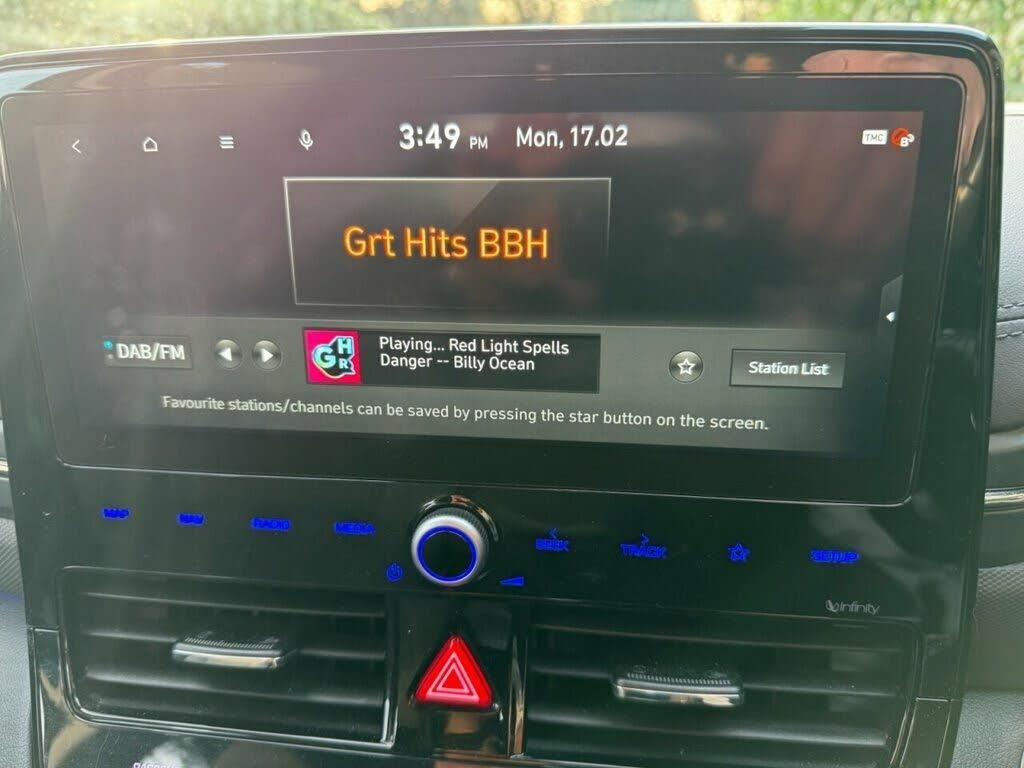 3:49 PM Mon, 17.02
TMC
B
Grt Hits BBH
DAB/FM
GHR
Playing... Red Light Spells
Danger -- Billy Ocean
Station List
Favourite stations/channels can be saved by pressing the star button on the screen.
MAP NAV RADIO MEDIA SEEK TRACK SETUP
infinity